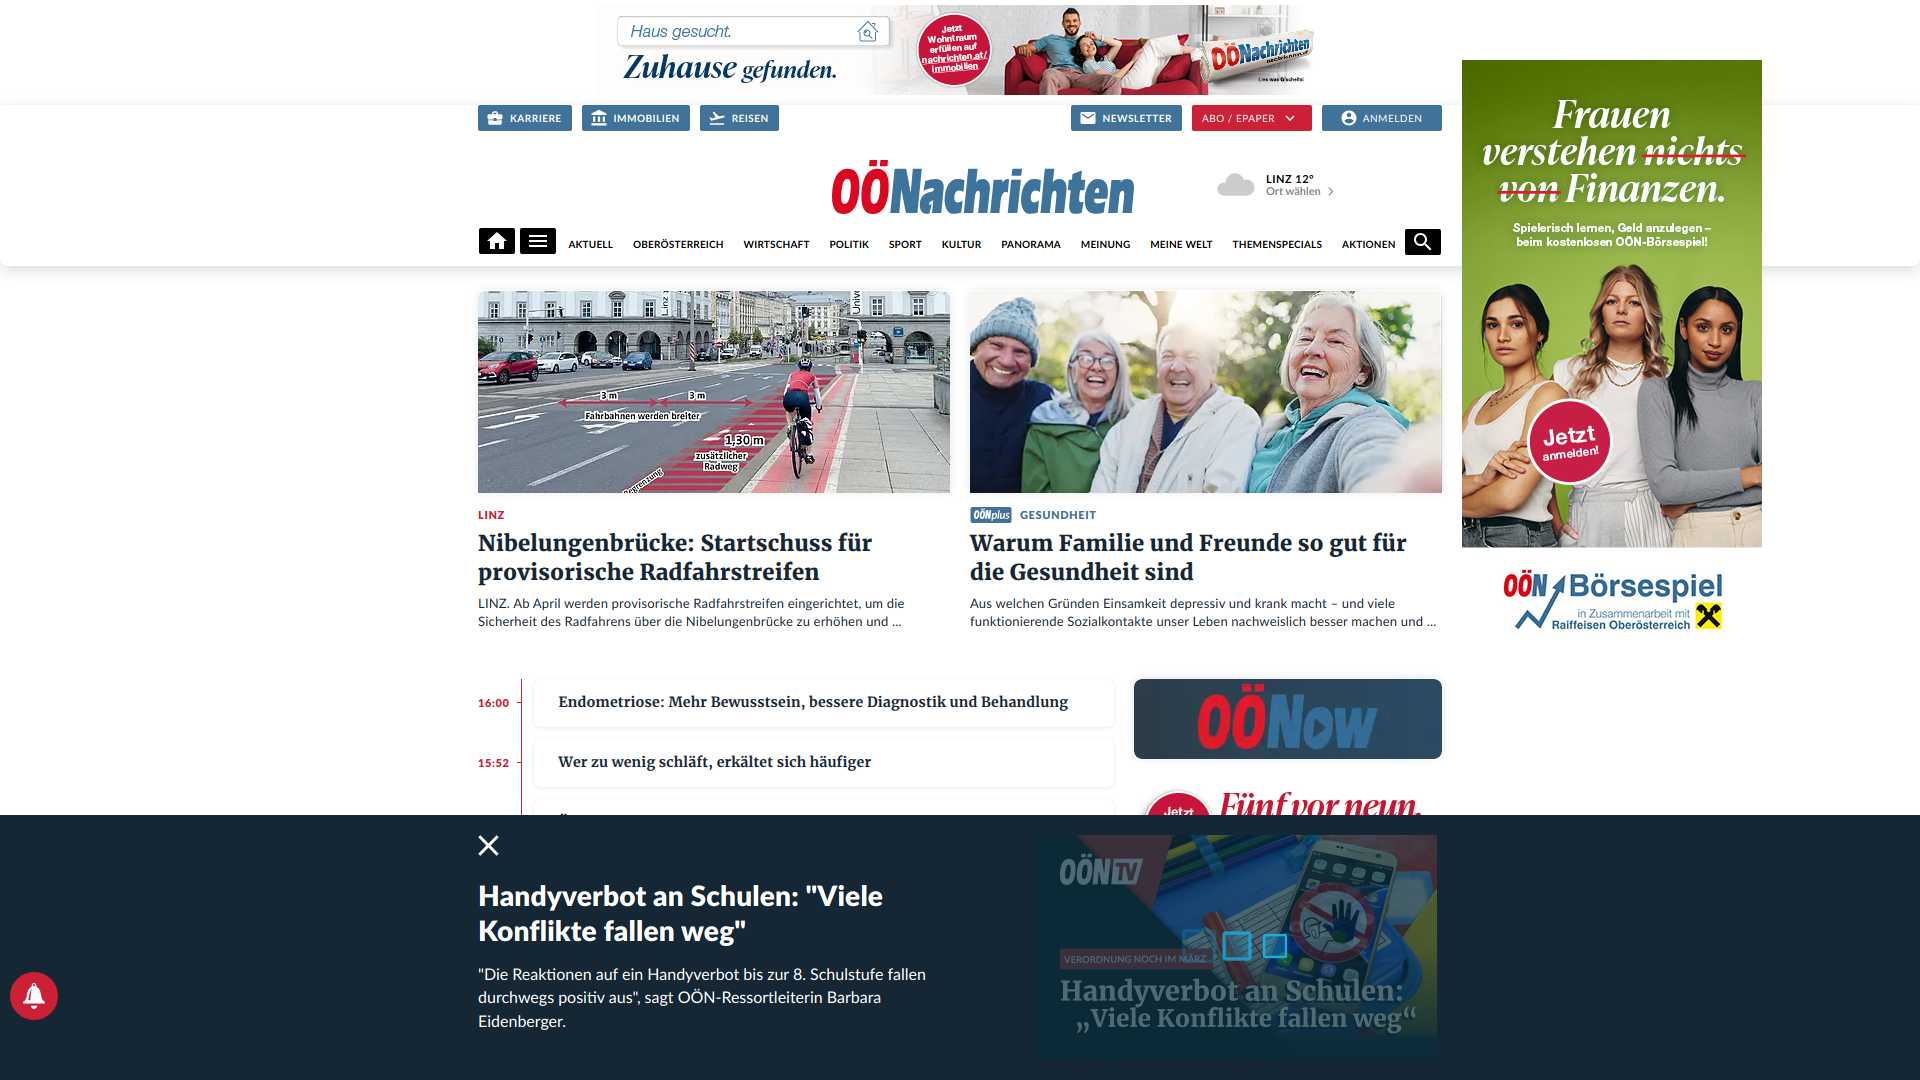 Haus gesucht.
Zuhause gefunden.
Jetzt
Wohntraum
erfüllen auf
nachrichten.at/
immobilien
OÖNachrichten
Lies was G'scheits!
KARRIERE
IMMOBILIEN
REISEN
NEWSLETTER
ABO / EPAPER
ANMELDEN
OÖNachrichten
LINZ 12°
Ort wählen
AKTUELL
OBERÖSTERREICH
WIRTSCHAFT
POLITIK
SPORT
KULTUR
PANORAMA
MEINUNG
MEINE WELT
THEMENSPECIALS
AKTIONEN
Frauen
verstehen nichts
von Finanzen.
Spielerisch lernen, Geld anzulegen –
beim kostenlosen OÖN-Börsespiel!
Jetzt
anmelden!
OÖN Börsespiel
in Zusammenarbeit mit
Raiffeisen Oberösterreich
3 m
3 m
Fahrbahnen werden breiter
1,30 m
zusätzlicher
Radweg
Begrenzung
LINZ
Nibelungenbrücke: Startschuss für
provisorische Radfahrstreifen
LINZ. Ab April werden provisorische Radfahrstreifen eingerichtet, um die
Sicherheit des Radfahrens über die Nibelungenbrücke zu erhöhen und ...
OÖNplus GESUNDHEIT
Warum Familie und Freunde so gut für
die Gesundheit sind
Aus welchen Gründen Einsamkeit depressiv und krank macht – und viele
funktionierende Sozialkontakte unser Leben nachweislich besser machen und ...
16:00
Endometriose: Mehr Bewusstsein, bessere Diagnostik und Behandlung
15:52
Wer zu wenig schläft, erkältet sich häufiger
OÖNow
Jetzt
Fünf vor neun.
Handyverbot an Schulen: "Viele
Konflikte fallen weg"
"Die Reaktionen auf ein Handyverbot bis zur 8. Schulstufe fallen
durchwegs positiv aus", sagt OÖN-Ressortleiterin Barbara
Eidenberger.
OÖN TV
VERORDNUNG NOCH IM MÄRZ
Handyverbot an Schulen:
„Viele Konflikte fallen weg“